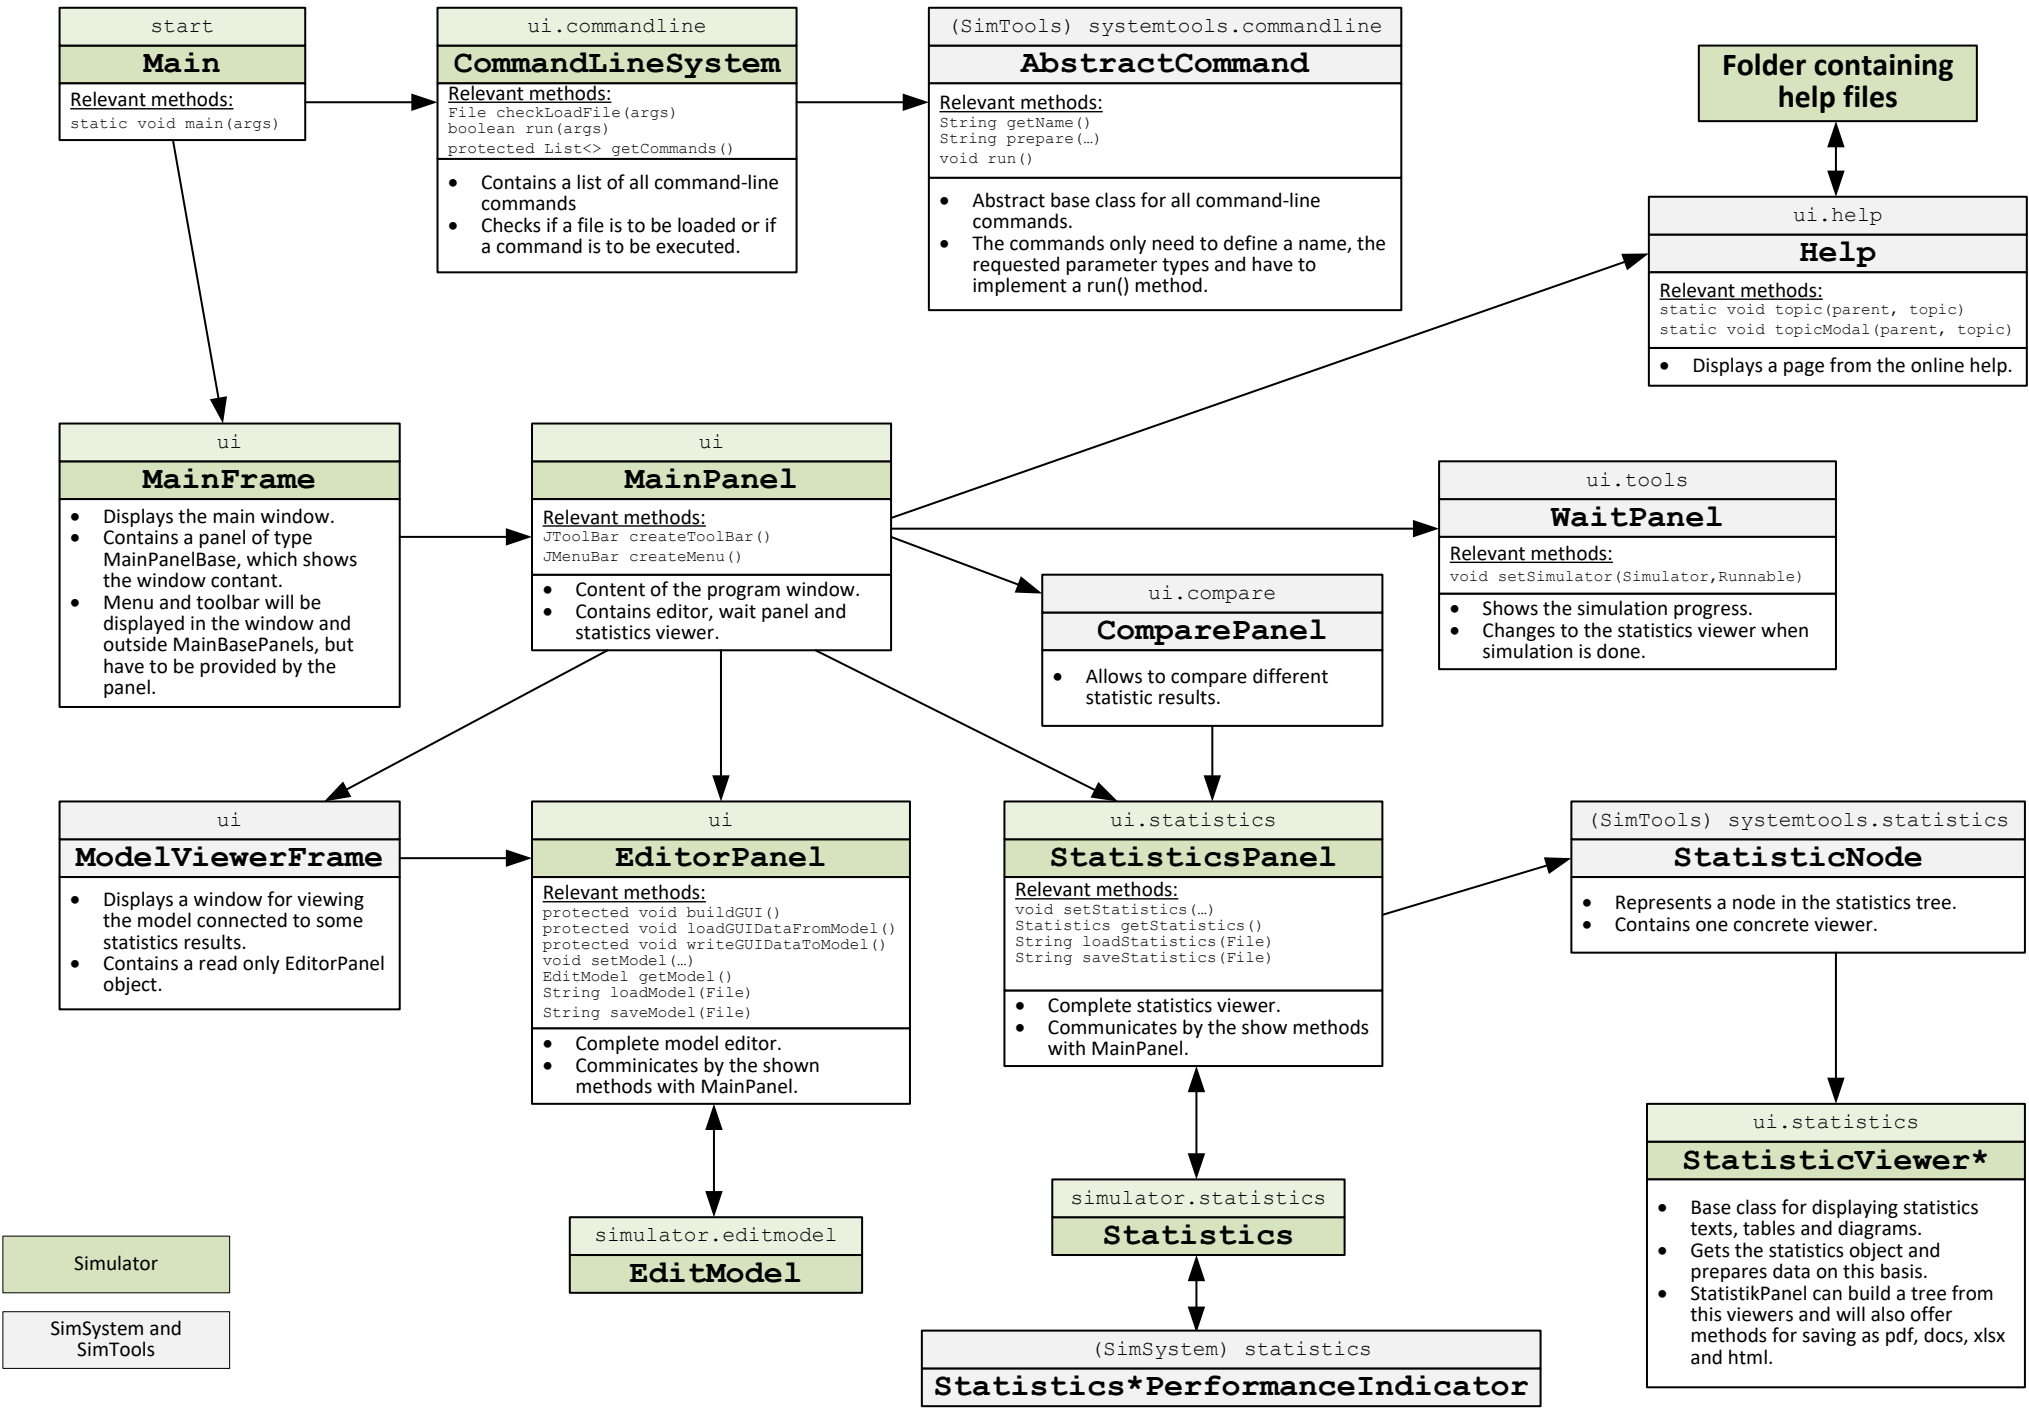 start
Main
Relevant methods:
static void main(args)
ui.commandline
CommandLineSystem
Relevant methods:
File checkLoadFile(args)
boolean run(args)
protected List<> getCommands()
• Contains a list of all command-line
commands
• Checks if a file is to be loaded or if
a command is to be executed.
(SimTools) systemtools.commandline
AbstractCommand
Relevant methods:
String getName()
String prepare(…)
void run()
• Abstract base class for all command-line
commands.
• The commands only need to define a name, the
requested parameter types and have to
implement a run() method.
Folder containing
help files
ui.help
Help
Relevant methods:
static void topic(parent, topic)
static void topicModal(parent, topic)
• Displays a page from the online help.
ui
MainFrame
• Displays the main window.
• Contains a panel of type
MainPanelBase, which shows
the window contant.
• Menu and toolbar will be
displayed in the window and
outside MainBasePanels, but
have to be provided by the
panel.
ui
MainPanel
Relevant methods:
JToolBar createToolBar()
JMenuBar createMenu()
• Content of the program window.
• Contains editor, wait panel and
statistics viewer.
ui.compare
ComparePanel
• Allows to compare different
statistic results.
ui.tools
WaitPanel
Relevant methods:
void setSimulator(Simulator,Runnable)
• Shows the simulation progress.
• Changes to the statistics viewer when
simulation is done.
ui
ModelViewerFrame
• Displays a window for viewing
the model connected to some
statistics results.
• Contains a read only EditorPanel
object.
ui
EditorPanel
Relevant methods:
protected void buildGUI()
protected void loadGUIDataFromModel()
protected void writeGUIDataToModel()
void setModel(…)
EditModel getModel()
String loadModel(File)
String saveModel(File)
• Complete model editor.
• Comminicates by the shown
methods with MainPanel.
ui.statistics
StatisticsPanel
Relevant methods:
void setStatistics(…)
Statistics getStatistics()
String loadStatistics(File)
String saveStatistics(File)
• Complete statistics viewer.
• Communicates by the show methods
with MainPanel.
(SimTools) systemtools.statistics
StatisticNode
• Represents a node in the statistics tree.
• Contains one concrete viewer.
ui.statistics
StatisticViewer*
• Base class for displaying statistics
texts, tables and diagrams.
• Gets the statistics object and
prepares data on this basis.
• StatistikPanel can build a tree from
this viewers and will also offer
methods for saving as pdf, docs, xlsx
and html.
simulator.editmodel
EditModel
simulator.statistics
Statistics
(SimSystem) statistics
Statistics*PerformanceIndicator
Simulator
SimSystem and
SimTools